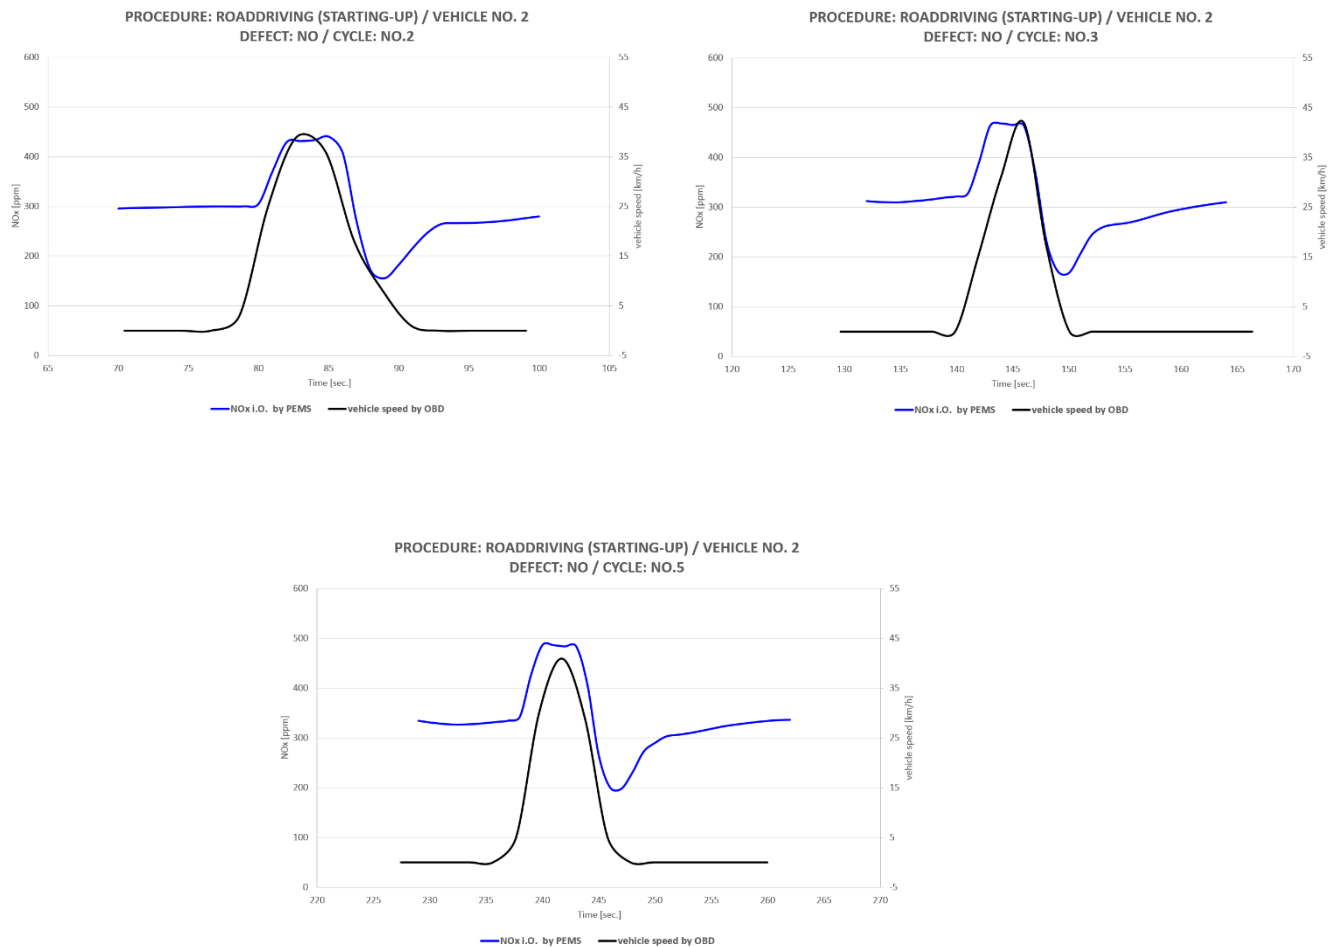 PROCEDURE: ROADDRIVING (STARTING-UP) / VEHICLE NO. 2
DEFECT: NO / CYCLE: NO.2
600
500
400
300
200
100
0
NOx [ppm]
55
45
35
25
15
5
-5
vehicle speed [km/h]
65 70 75 80 85 90 95 100 105
Time [sec.]
NOx i.O. by PEMS vehicle speed by OBD
PROCEDURE: ROADDRIVING (STARTING-UP) / VEHICLE NO. 2
DEFECT: NO / CYCLE: NO.3
600
500
400
300
200
100
0
NOx [ppm]
55
45
35
25
15
5
-5
vehicle speed [km/h]
120 125 130 135 140 145 150 155 160 165 170
Time [sec.]
NOx i.O. by PEMS vehicle speed by OBD
PROCEDURE: ROADDRIVING (STARTING-UP) / VEHICLE NO. 2
DEFECT: NO / CYCLE: NO.5
600
500
400
300
200
100
0
NOx [ppm]
55
45
35
25
15
5
-5
vehicle speed [km/h]
220 225 230 235 240 245 250 255 260 265 270
Time [sec.]
NOx i.O. by PEMS vehicle speed by OBD